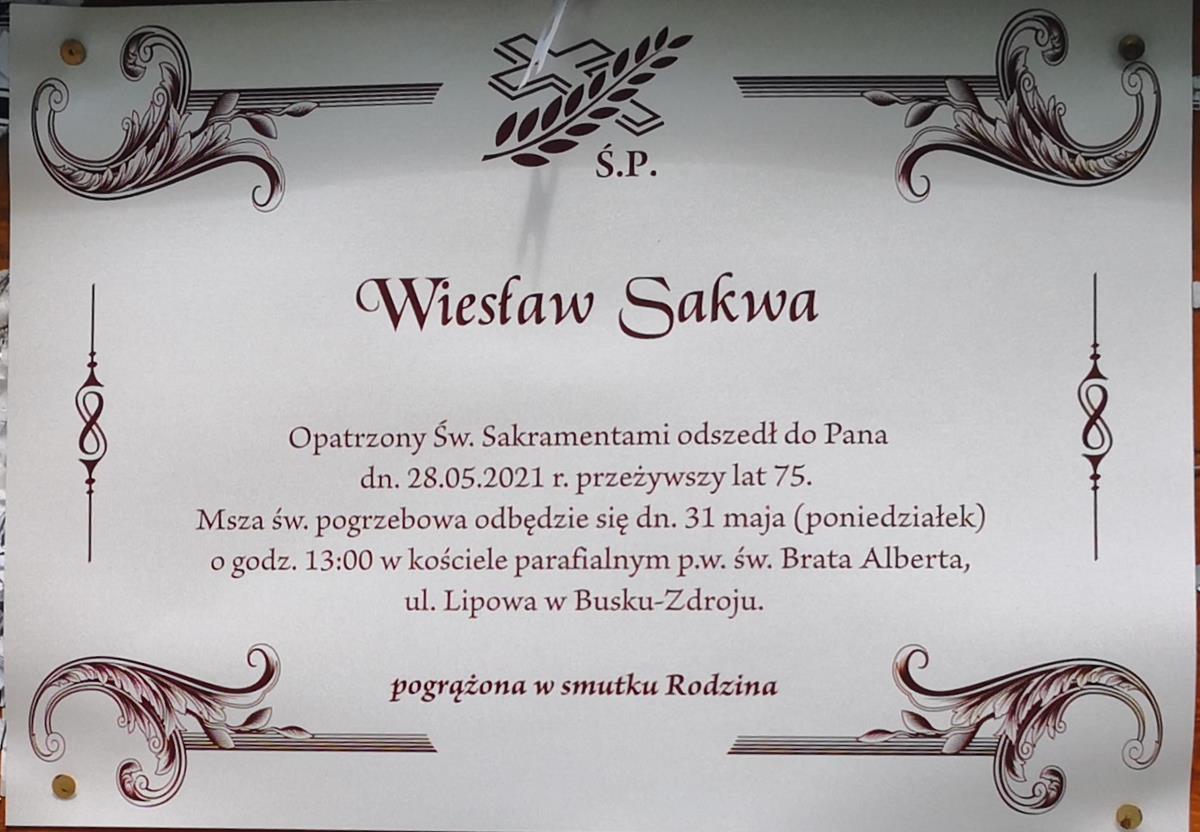 Ś.P.
Wiesław Sakwa
Opatrzony Św. Sakramentami odszedł do Pana
dn. 28.05.2021 r. przeżywszy lat 75.
Msza św. pogrzebowa odbędzie się dn. 31 maja (poniedziałek)
o godz. 13:00 w kościele parafialnym p.w. św. Brata Alberta,
ul. Lipowa w Busku-Zdroju.
pogrążona w smutku Rodzina